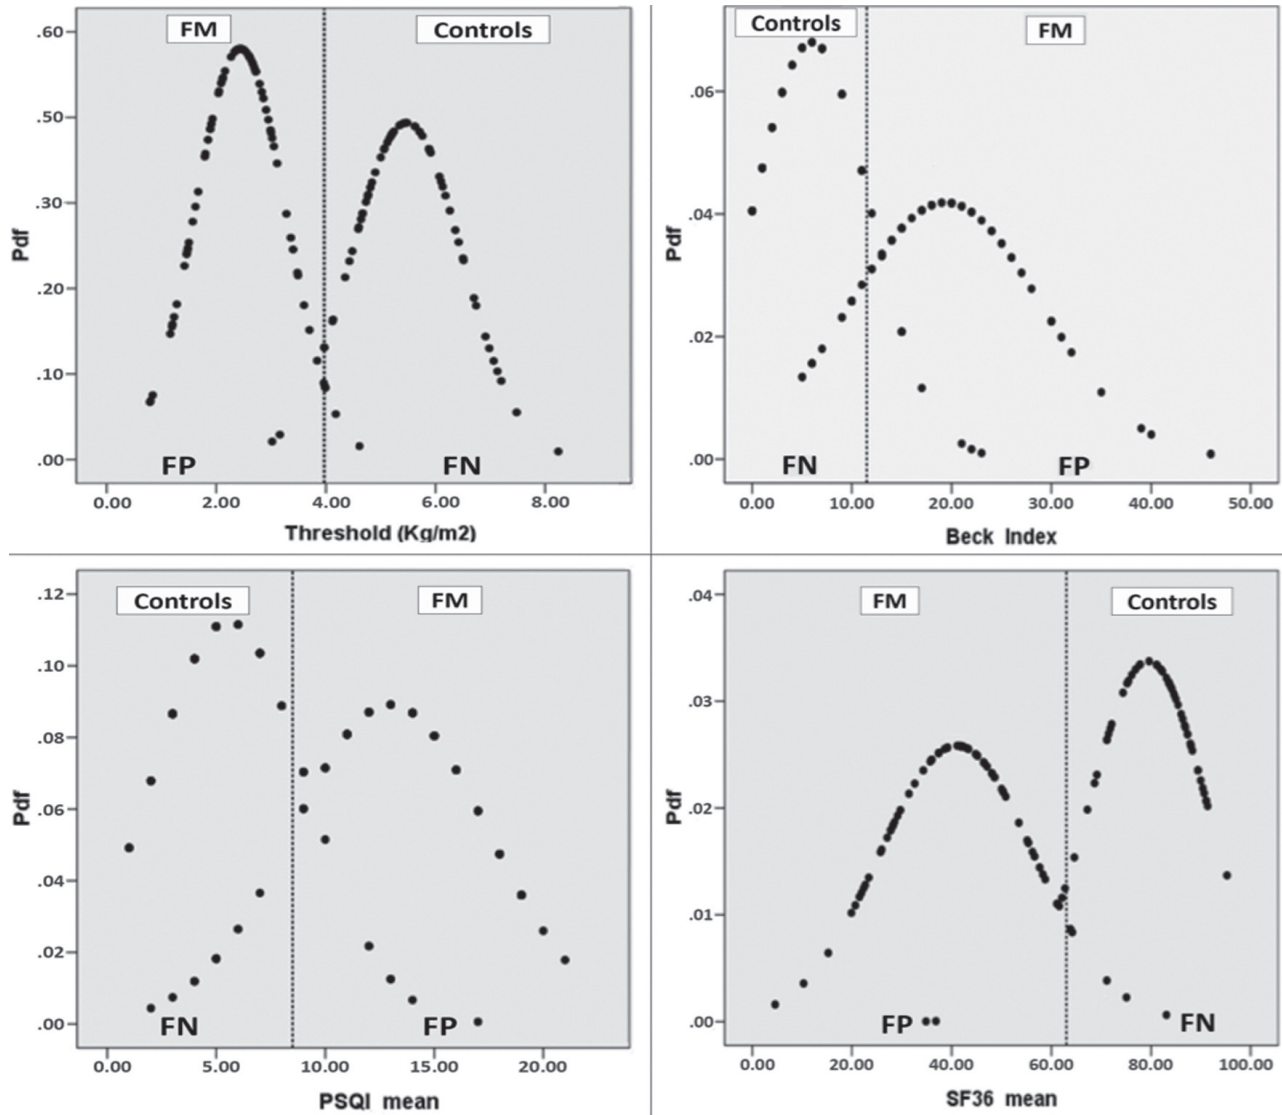 FM
Controls
.60
.50
.30
.20
.10
.00
Pdf
FP
FN
0.00 2.00 4.00 6.00 8.00
Threshold (Kg/m2)
Controls
FM
.06
.04
.02
.00
Pdf
FN
FP
0.00 10.00 20.00 30.00 40.00 50.00
Beck Index
Controls
FM
.12
.10
.08
.06
.04
.02
.00
Pdf
FN
FP
0.00 5.00 10.00 15.00 20.00
PSQI mean
FM
Controls
.04
.03
.02
.01
.00
Pdf
FP
FN
0.00 20.00 40.00 60.00 80.00 100.00
SF36 mean